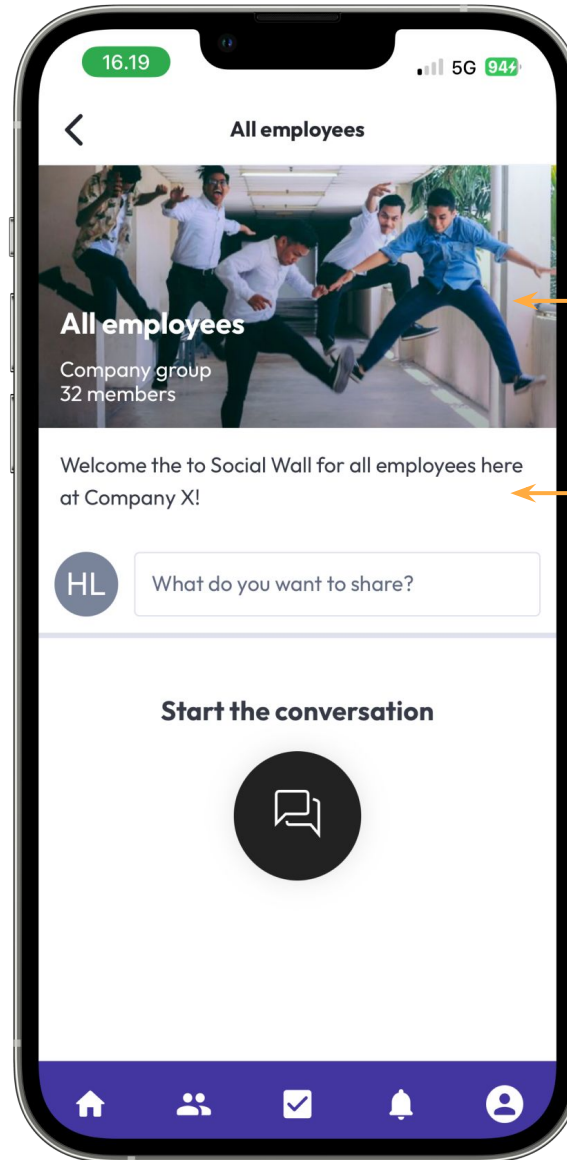 16.19
5G 94
All employees
All employees
Company group
32 members
Welcome the to Social Wall for all employees here
at Company X!
HL
What do you want to share?
Start the conversation